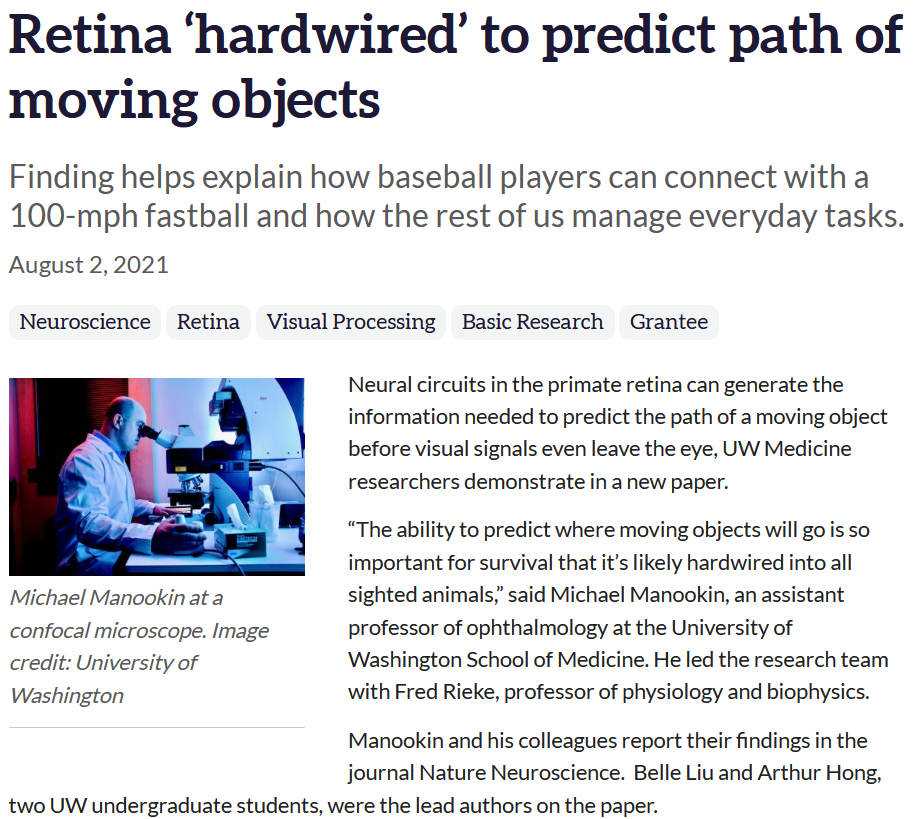 Retina ‘hardwired’ to predict path of
moving objects
Finding helps explain how baseball players can connect with a
100-mph fastball and how the rest of us manage everyday tasks.
August 2, 2021
Neuroscience Retina Visual Processing Basic Research Grantee
Michael Manookin at a
confocal microscope. Image
credit: University of
Washington
Neural circuits in the primate retina can generate the
information needed to predict the path of a moving object
before visual signals even leave the eye, UW Medicine
researchers demonstrate in a new paper.
“The ability to predict where moving objects will go is so
important for survival that it’s likely hardwired into all
sighted animals,” said Michael Manookin, an assistant
professor of ophthalmology at the University of
Washington School of Medicine. He led the research team
with Fred Rieke, professor of physiology and biophysics.
Manookin and his colleagues report their findings in the
journal Nature Neuroscience.  Belle Liu and Arthur Hong,
two UW undergraduate students, were the lead authors on the paper.